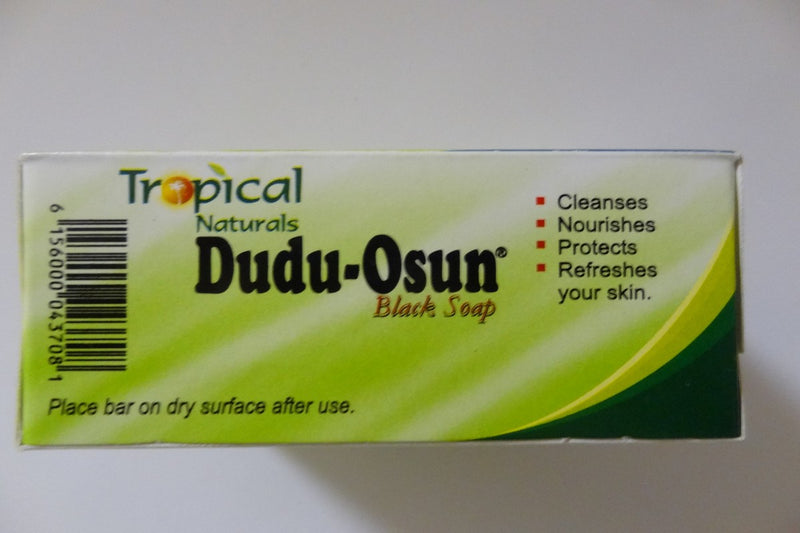 Tropical
Naturals
Dudu-Osun®
Black Soap
Cleanses
Nourishes
Protects
Refreshes
your skin.
6 156000 043708 1
Place bar on dry surface after use.